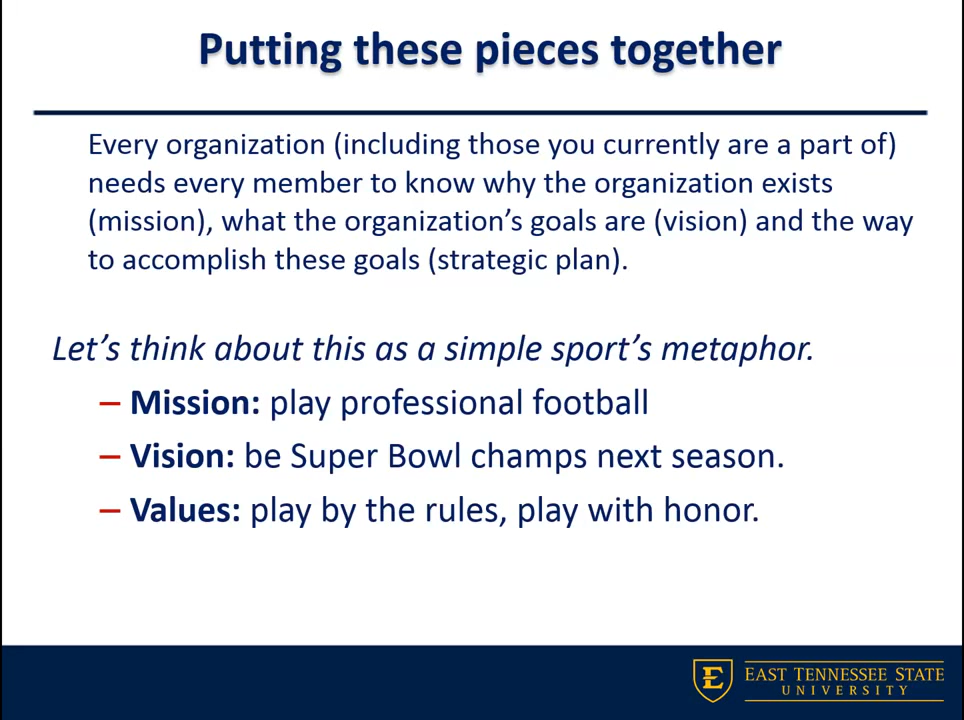 Putting these pieces together
Every organization (including those you currently are a part of)
needs every member to know why the organization exists
(mission), what the organization’s goals are (vision) and the way
to accomplish these goals (strategic plan).
Let’s think about this as a simple sport’s metaphor.
– Mission: play professional football
– Vision: be Super Bowl champs next season.
– Values: play by the rules, play with honor.
E
EAST TENNESSEE STATE
UNIVERSITY